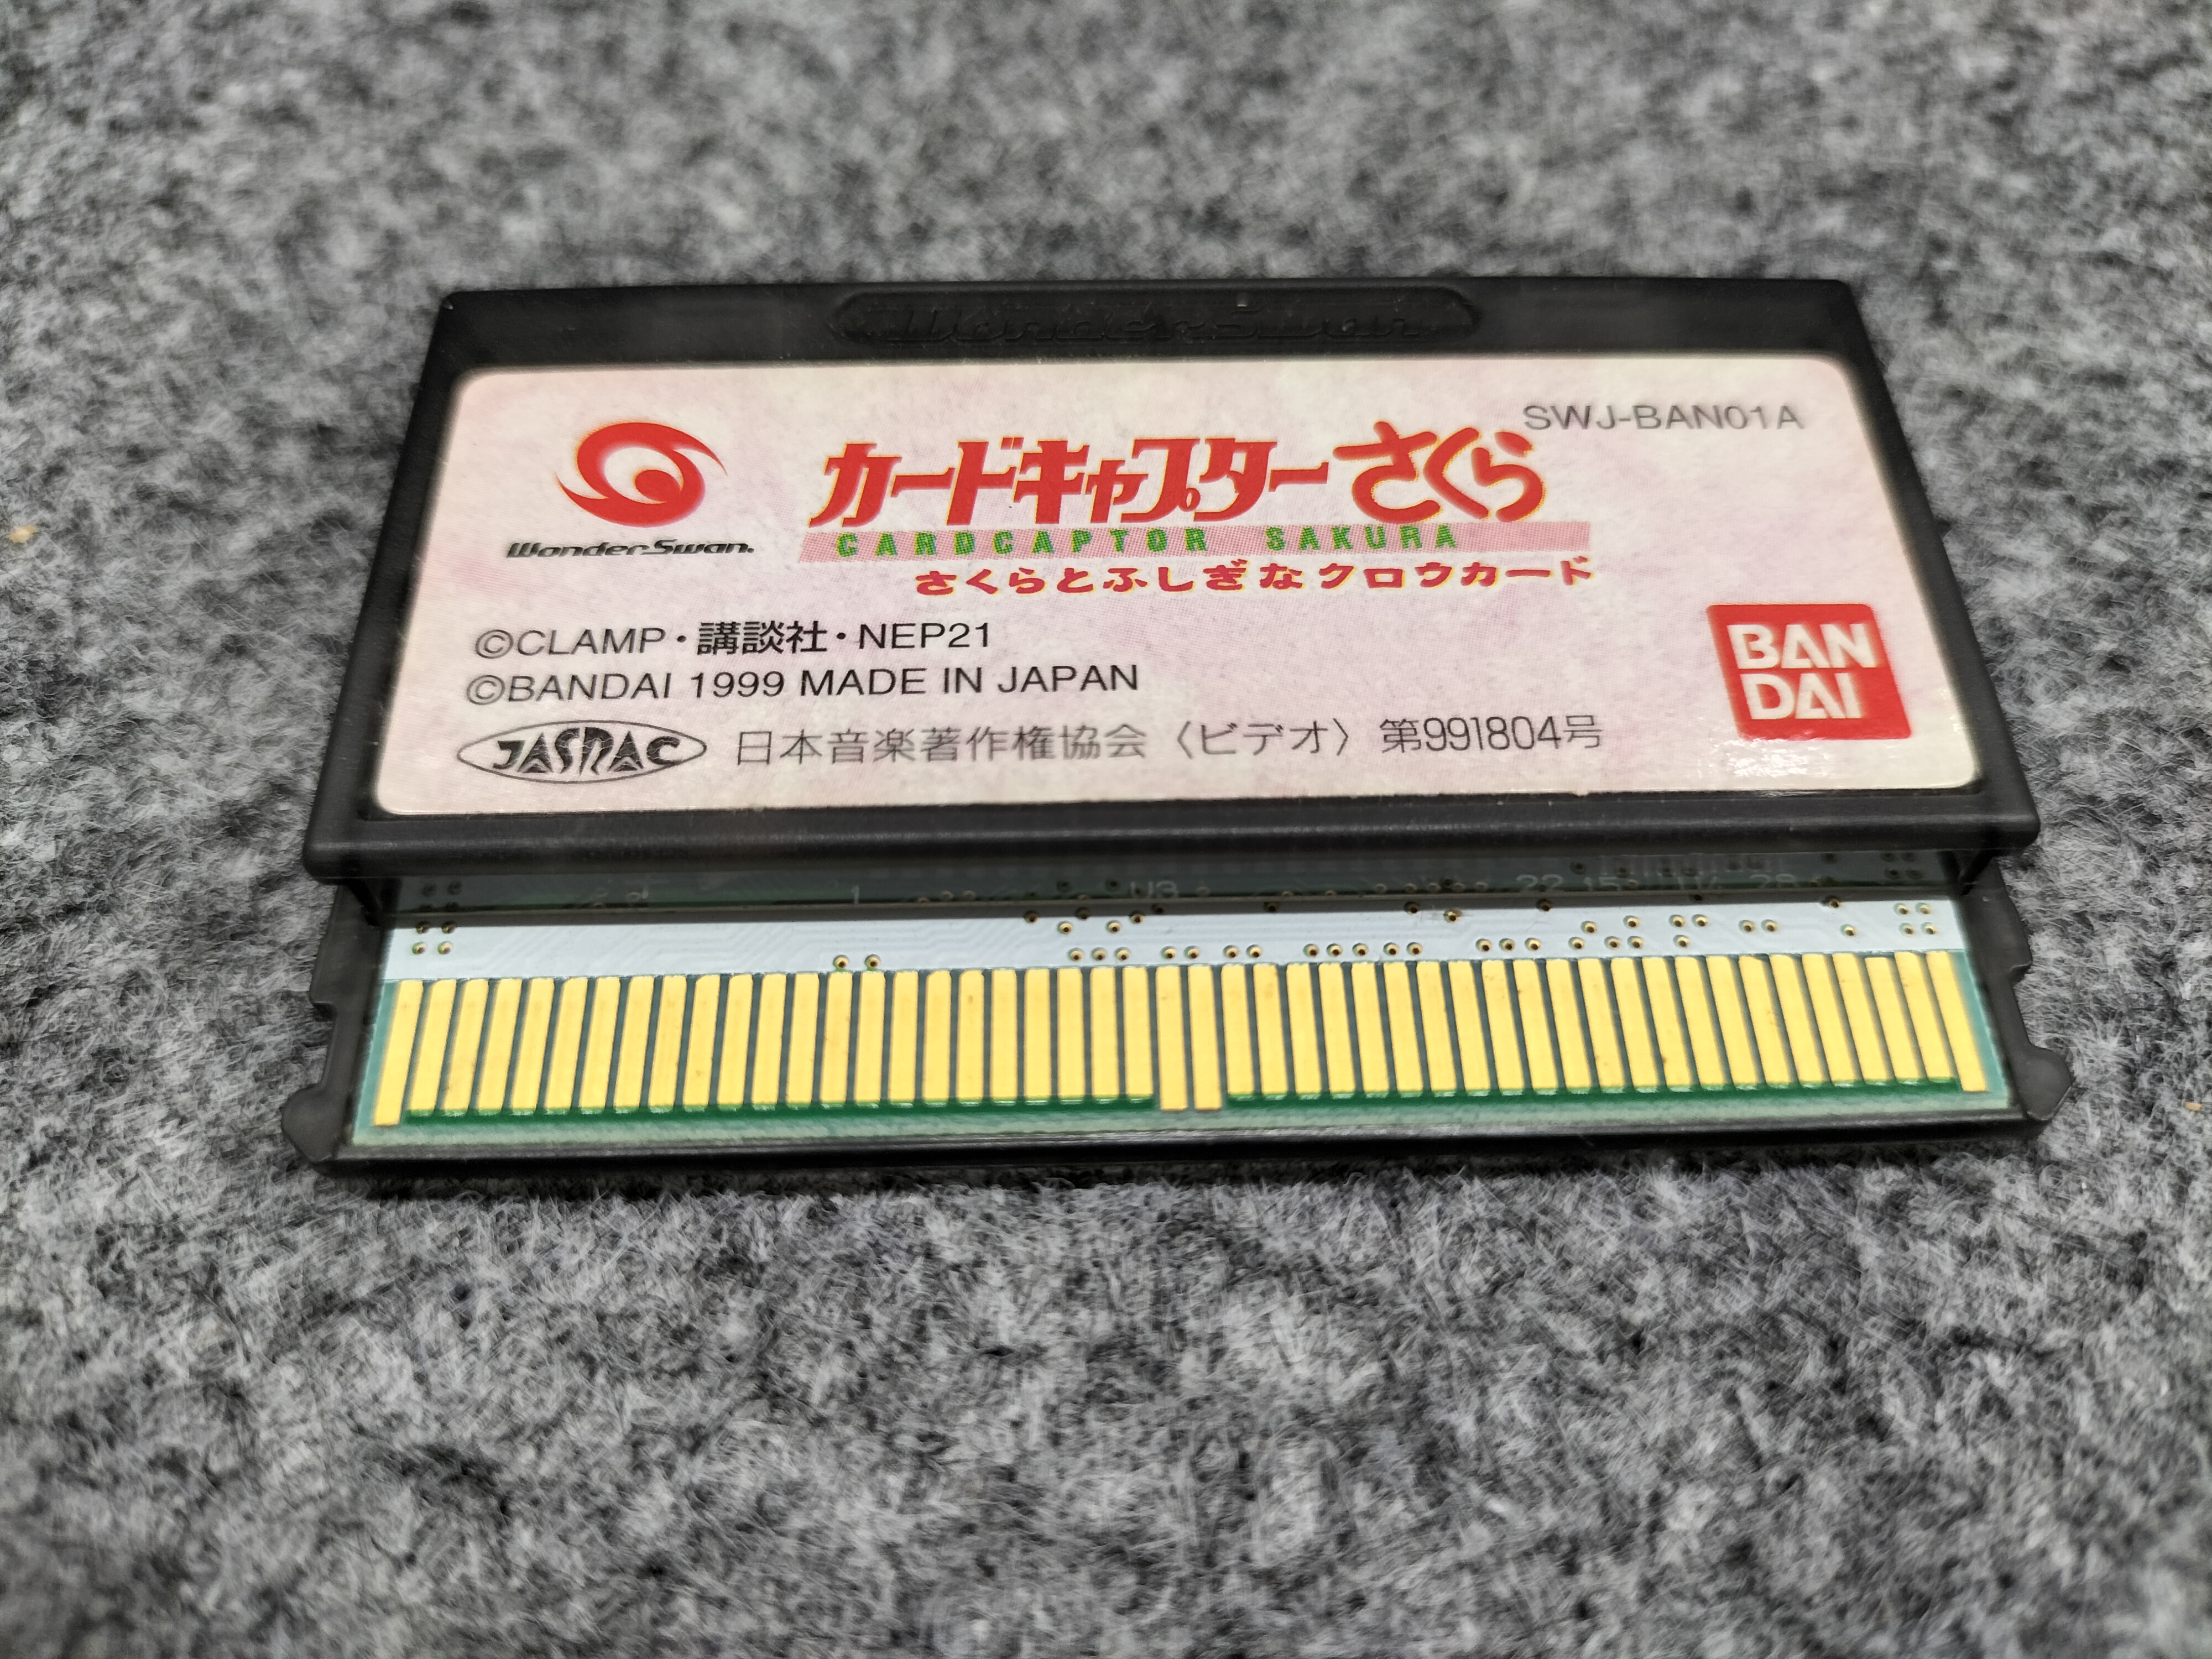 WonderSwan
SWJ-BAN01A
カードキャプターさくら
CARDCAPTOR SAKURA
WonderSwan.
さくらとふしぎなクロウカード
©CLAMP・講談社・NEP21
©BANDAI 1999 MADE IN JAPAN
BAN
DAI
JASRAC 日本音楽著作権協会〈ビデオ〉第991804号
U3